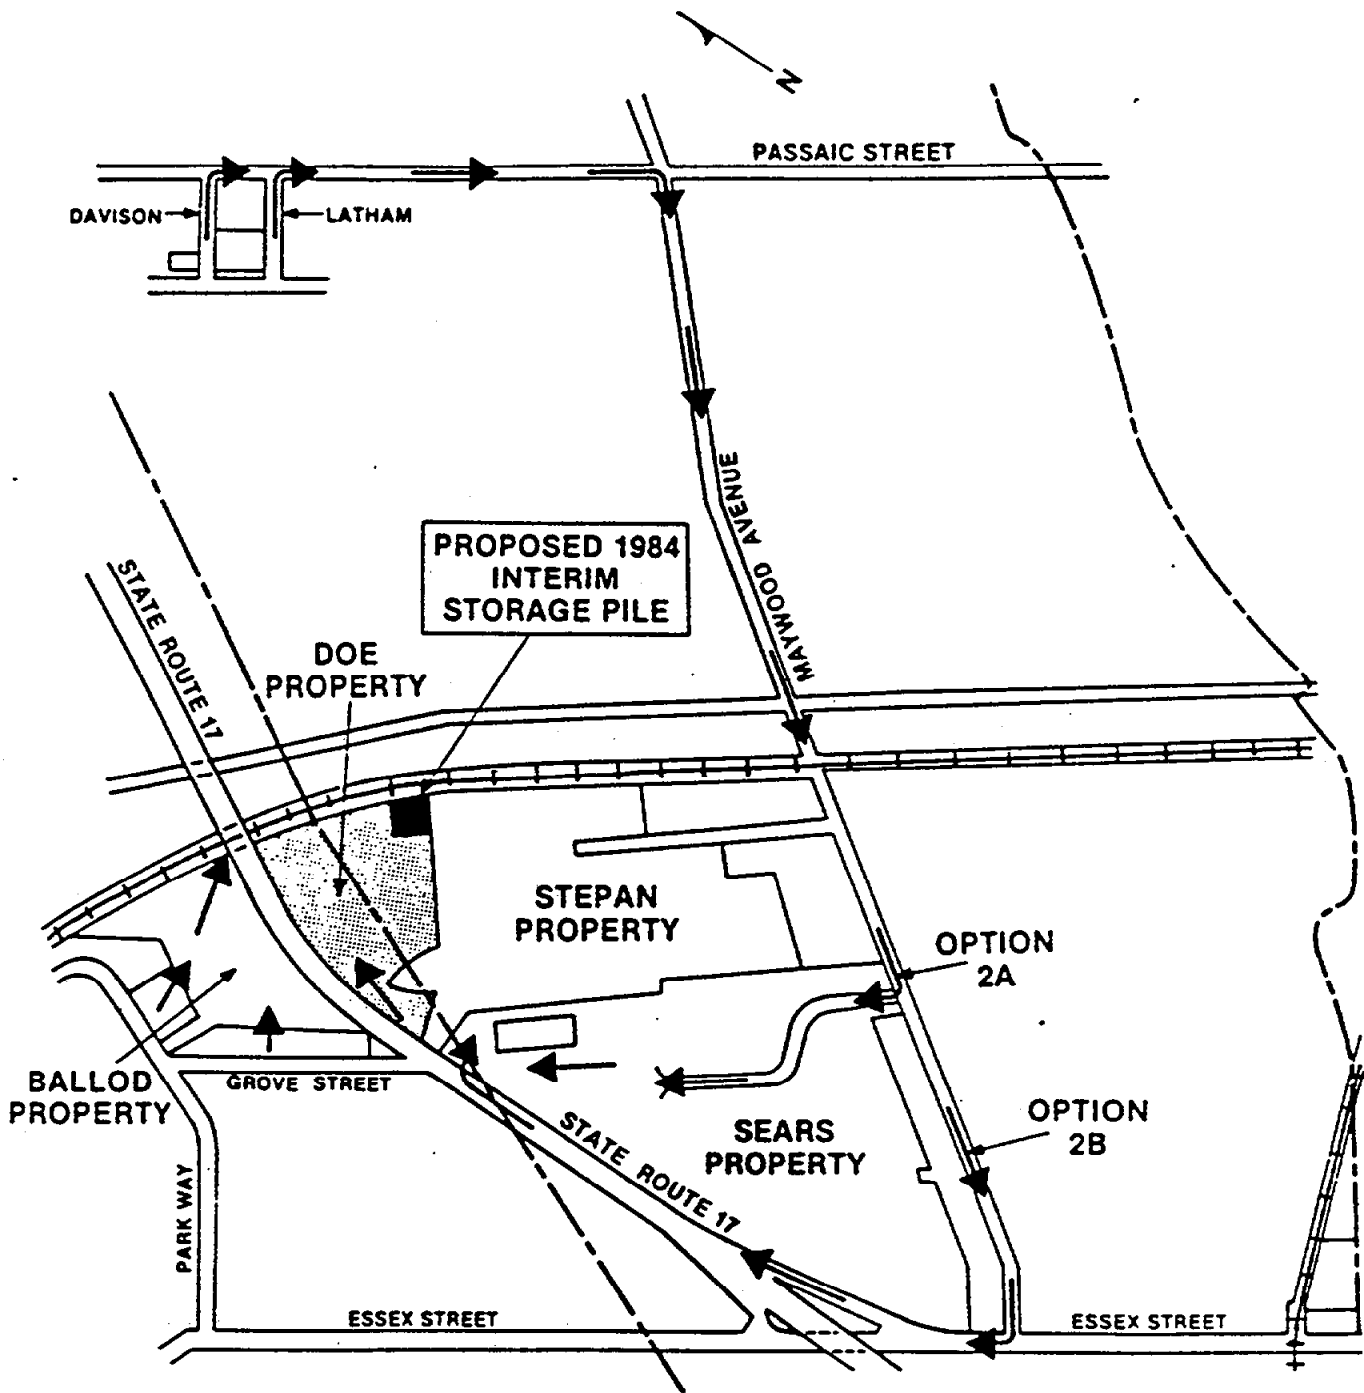 N
PASSAIC STREET
DAVISON
LATHAM
MAYWOOD AVENUE
PROPOSED 1984
INTERIM
STORAGE PILE
STATE ROUTE 17
DOE
PROPERTY
STEPAN
PROPERTY
OPTION
2A
BALLOD
PROPERTY
GROVE STREET
OPTION
2B
SEARS
PROPERTY
STATE ROUTE 17
PARK WAY
ESSEX STREET
ESSEX STREET